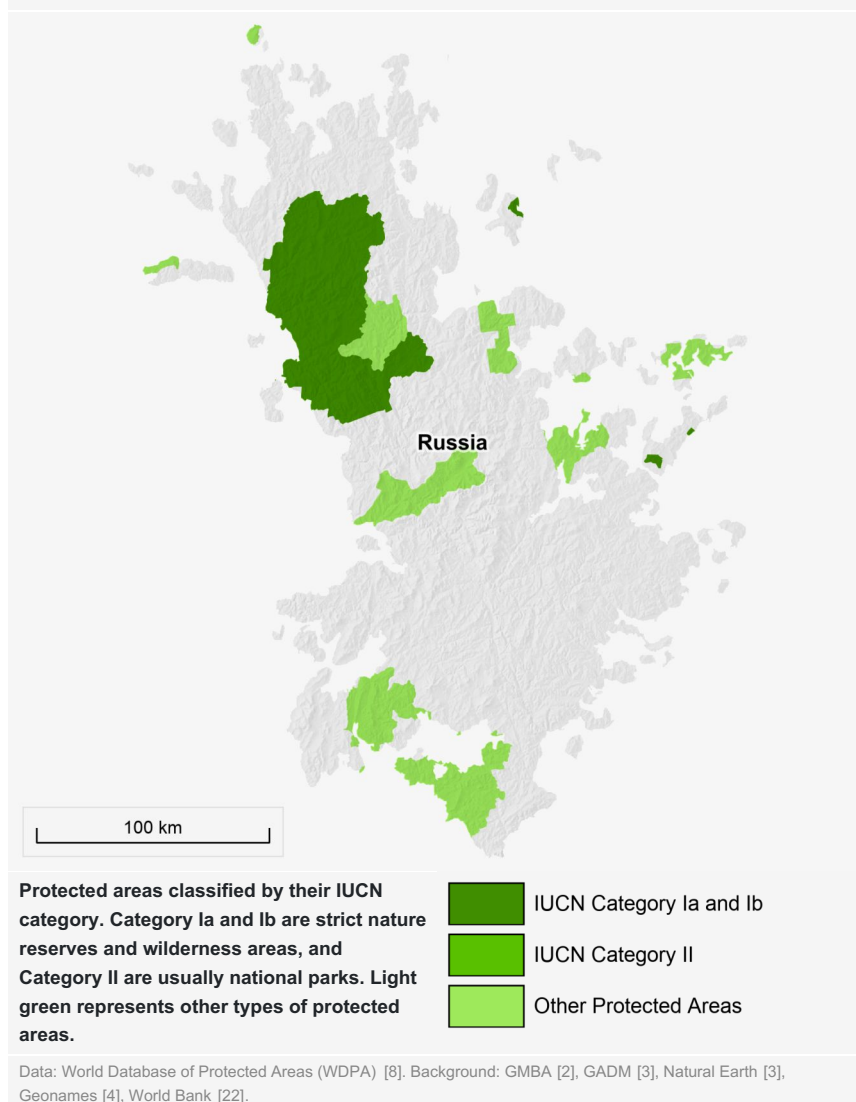 Russia
100 km
Protected areas classified by their IUCN
category. Category Ia and Ib are strict nature
reserves and wilderness areas, and
Category II are usually national parks. Light
green represents other types of protected
areas.
IUCN Category Ia and Ib
IUCN Category II
Other Protected Areas
Data: World Database of Protected Areas (WDPA) [8]. Background: GMBA [2], GADM [3], Natural Earth [3],
Geonames [4], World Bank [22].